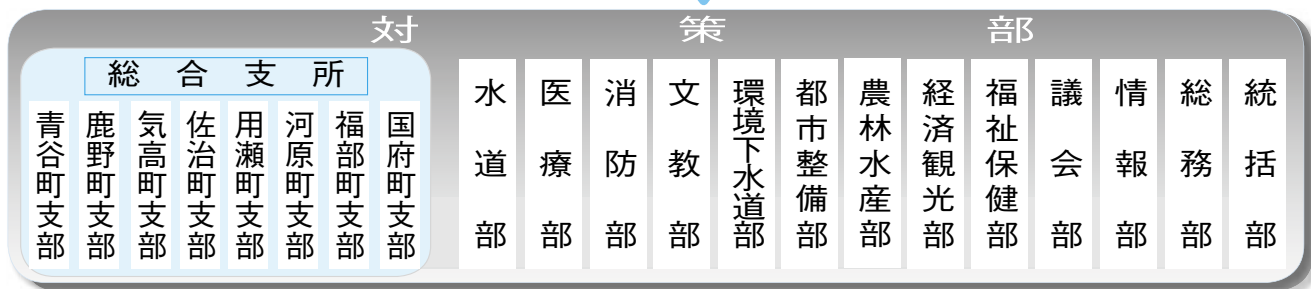 対策部
統括部
総務部
情報部
議会部
福祉保健部
経済観光部
農林水産部
都市整備部
環境下水道部
文教部
消防部
医療部
水道部
総合支所
国府町支部
福部町支部
河原町支部
用瀬町支部
佐治町支部
気高町支部
鹿野町支部
青谷町支部